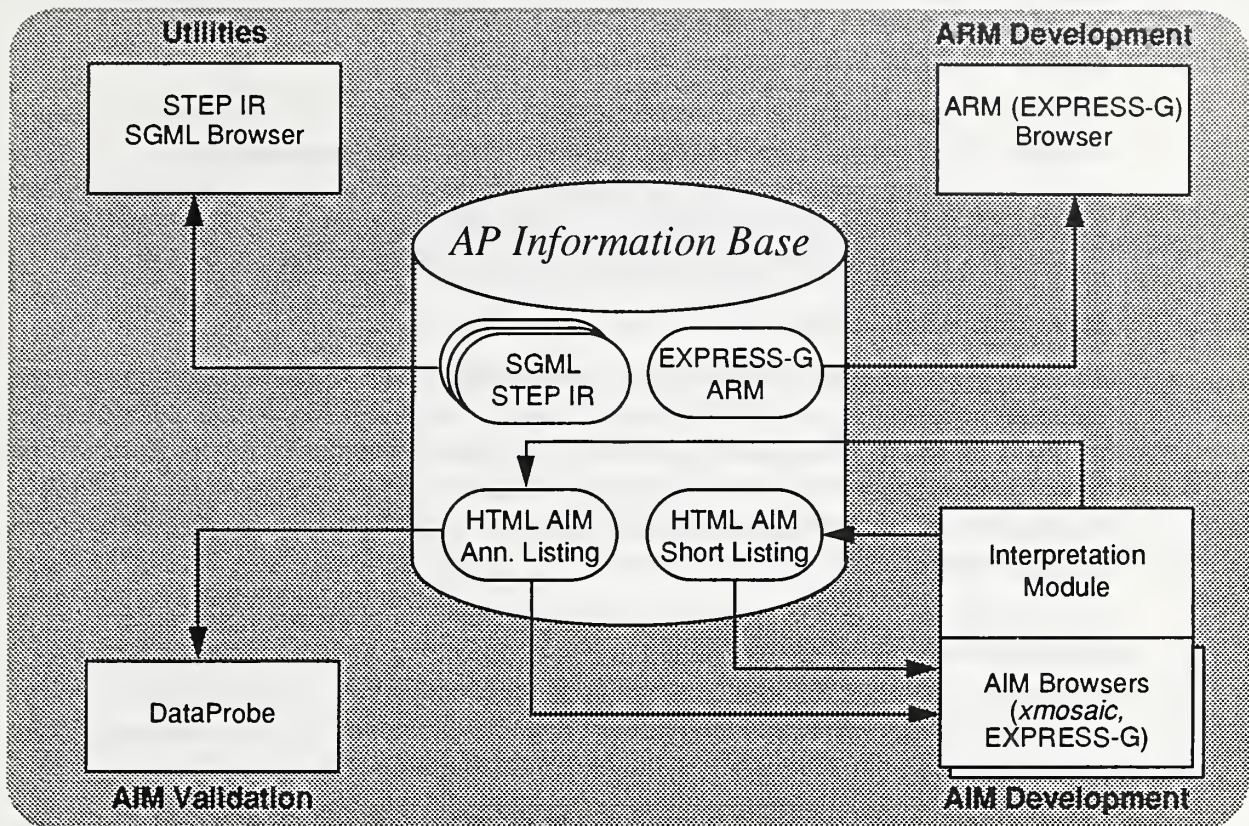 Utilities
ARM Development
STEP IR
SGML Browser
ARM (EXPRESS-G)
Browser
AP Information Base
SGML
STEP IR
EXPRESS-G
ARM
HTML AIM
Ann. Listing
HTML AIM
Short Listing
Interpretation
Module
DataProbe
AIM Browsers
(xmosaic,
EXPRESS-G)
AIM Validation
AIM Development